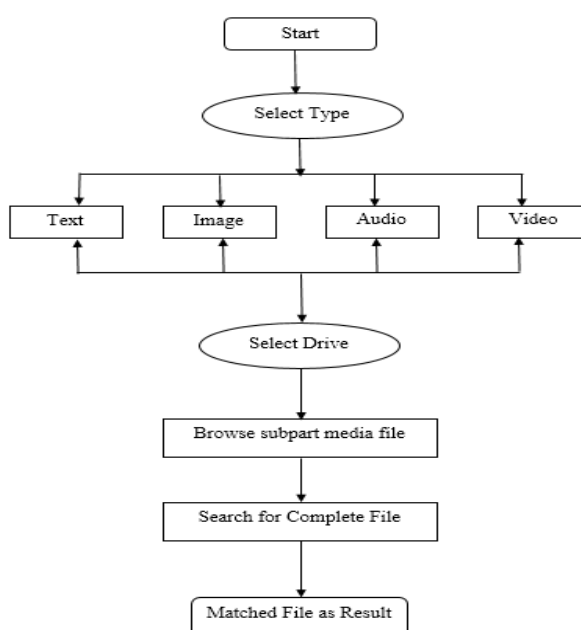 Start
Select Type
Text
Image
Audio
Video
Select Drive
Browse subpart media file
Search for Complete File
Matched File as Result